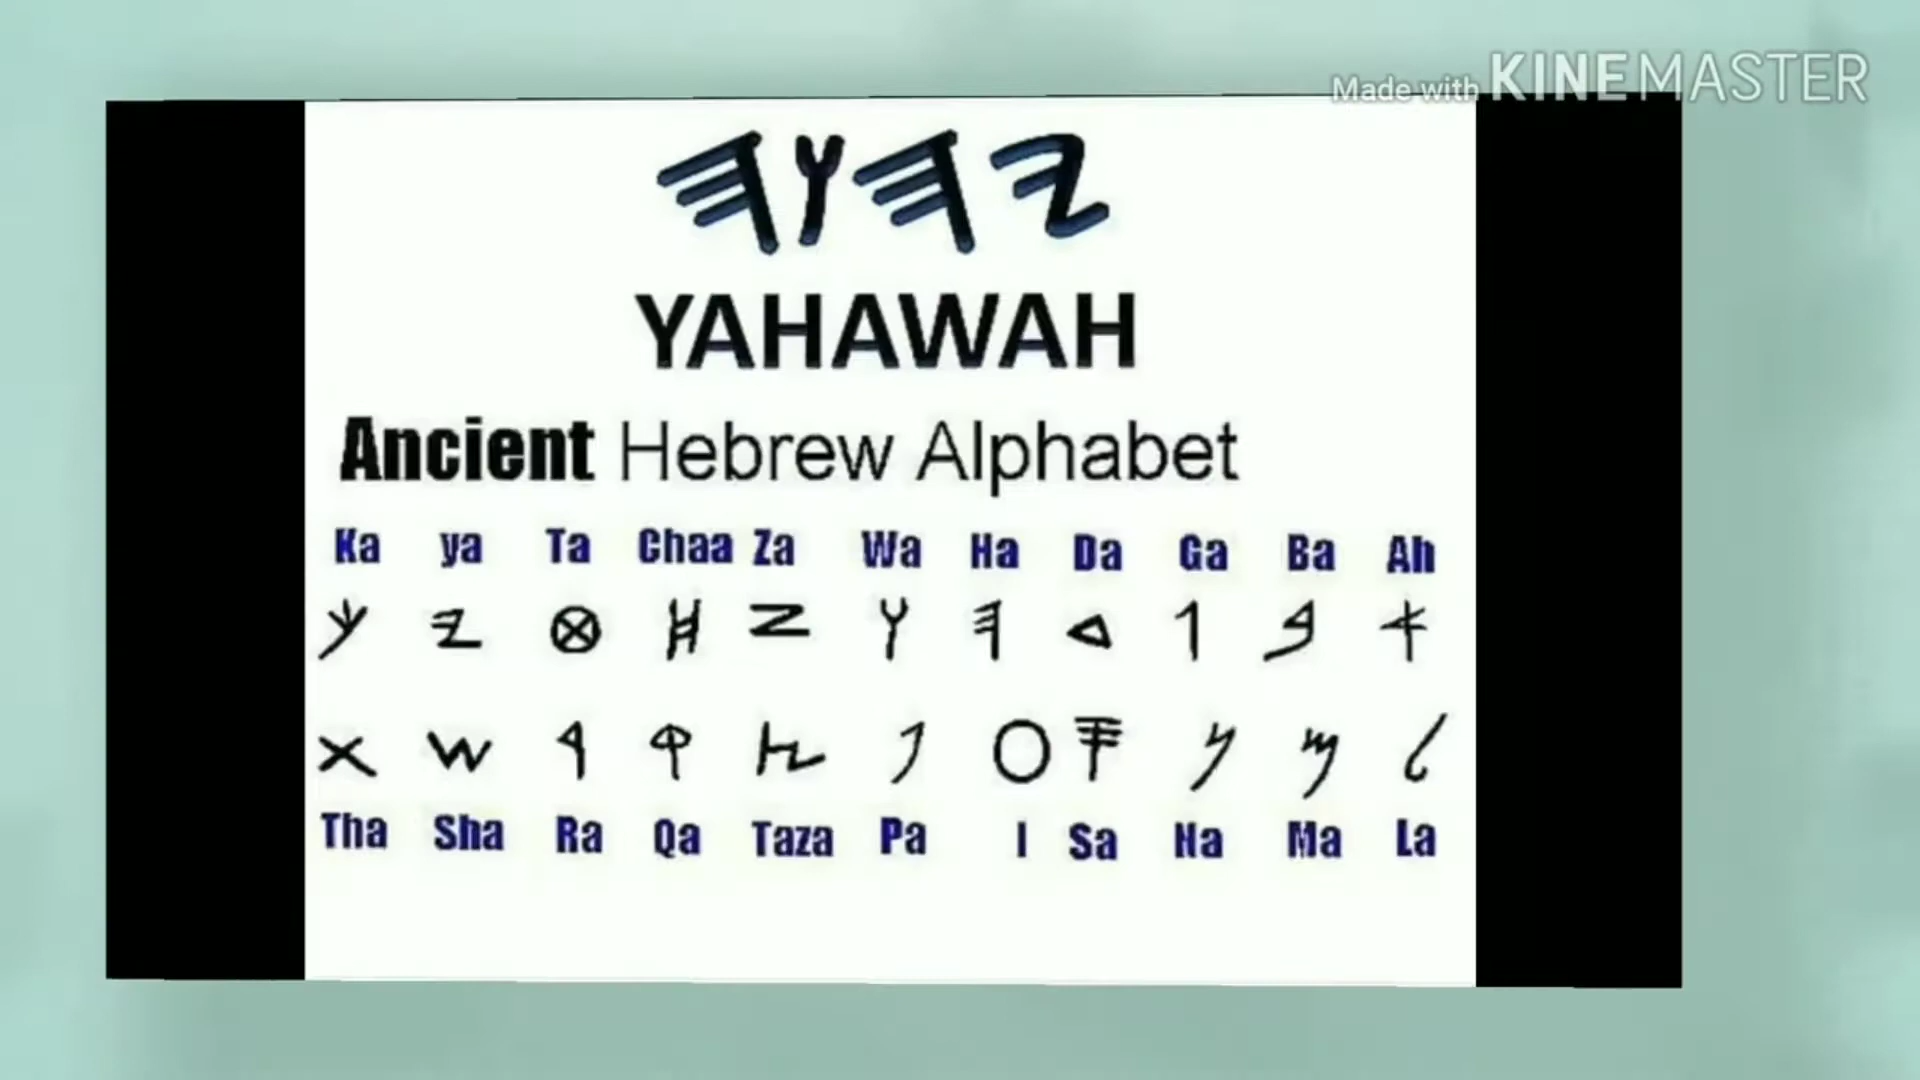 Made with KINEMASTER
𐤉𐤄𐤅𐤄
YAHAWAH
Ancient Hebrew Alphabet
Ka ya Ta Chaa Za Wa Ha Da Ga Ba Ah
𐤊 𐤉 𐤈 𐤇 𐤆 𐤅 𐤄 𐤃 𐤂 𐤁 𐤀
𐤕 𐤔 𐤓 𐤒 𐤑 𐤐 𐤏 𐤎 𐤍 𐤌 𐤋
Tha Sha Ra Qa Taza Pa I Sa Na Ma La